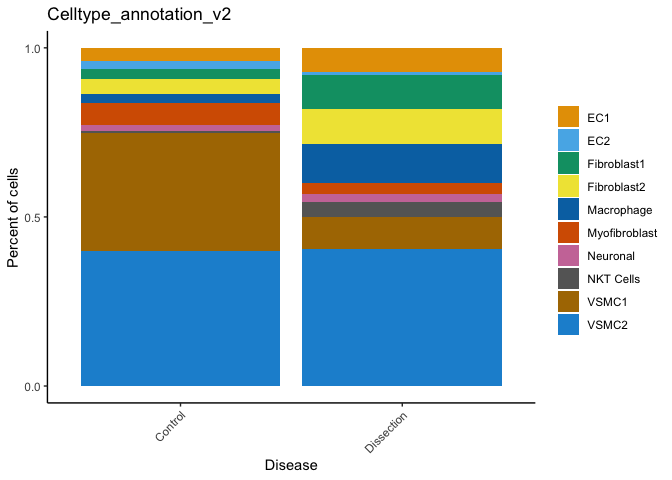 Celltype_annotation_v2
Percent of cells
1.0
0.5
0.0
Control
Dissection
Disease
EC1
EC2
Fibroblast1
Fibroblast2
Macrophage
Myofibroblast
Neuronal
NKT Cells
VSMC1
VSMC2